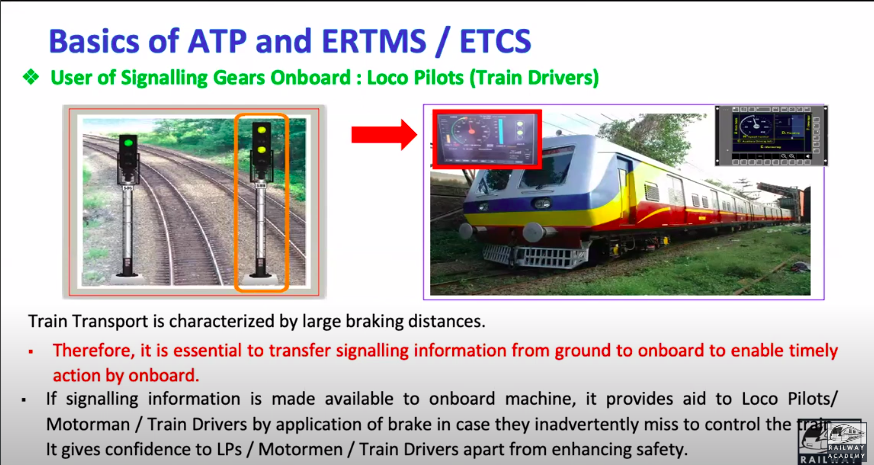 Basics of ATP and ERTMS / ETCS
❖ User of Signalling Gears Onboard : Loco Pilots (Train Drivers)
Train Transport is characterized by large braking distances.
▪ Therefore, it is essential to transfer signalling information from ground to onboard to enable timely
action by onboard.
▪ If signalling information is made available to onboard machine, it provides aid to Loco Pilots/
Motorman / Train Drivers by application of brake in case they inadvertently miss to control the
It gives confidence to LPs / Motormen / Train Drivers apart from enhancing safety.
RAILWAY
ACADEMY